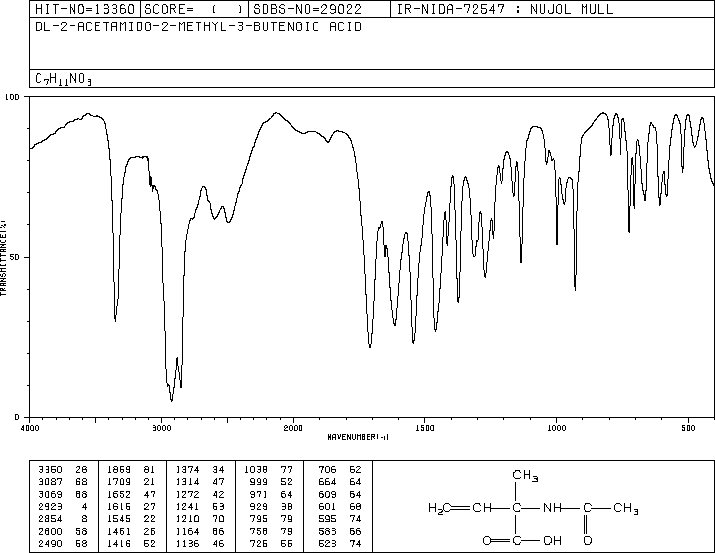 HIT-NO=13360 SCORE= ( ) SDBS-NO=29022 IR-NIDA-72547 : NUJOL MULL
DL-2-ACETAMIDO-2-METHYL-3-BUTENOIC ACID
C7H11NO3
100
50
0
TRANSMITTANCE(%)
4000 3000 2000 1500 1000 500
WAVENUMBER(-1)
3350 28 1869 81 1374 34 1038 77 706 62
3087 68 1709 21 1314 47 999 52 664 64
3069 68 1652 47 1272 42 971 64 609 64
2923 4 1616 27 1241 53 929 38 601 68
2854 8 1545 22 1210 70 795 79 595 74
2600 58 1461 26 1164 66 758 79 583 66
2490 58 1416 52 1136 46 726 55 523 74
CH3
H2C=CH C NH C CH3
O=C OH O